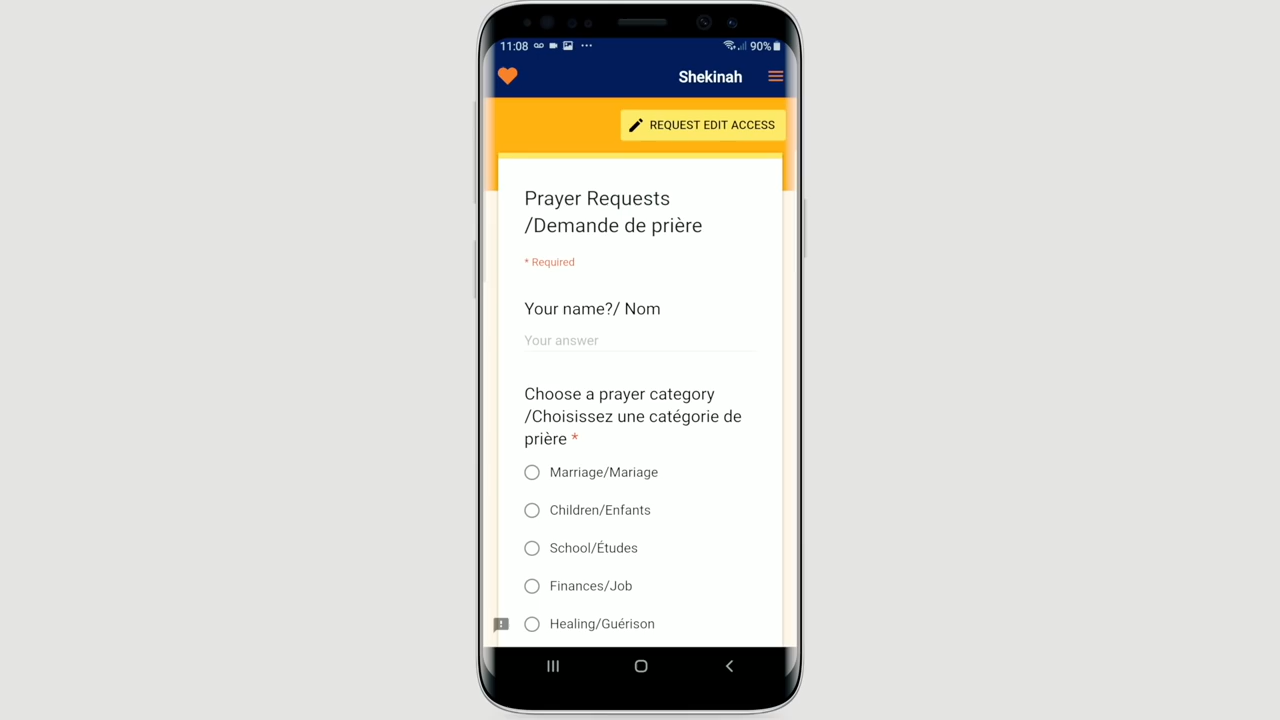 11:08
90%
Shekinah
REQUEST EDIT ACCESS
Prayer Requests
/Demande de prière
* Required
Your name?/ Nom
Your answer
Choose a prayer category
/Choisissez une catégorie de
prière *
Marriage/Mariage
Children/Enfants
School/Études
Finances/Job
Healing/Guérison